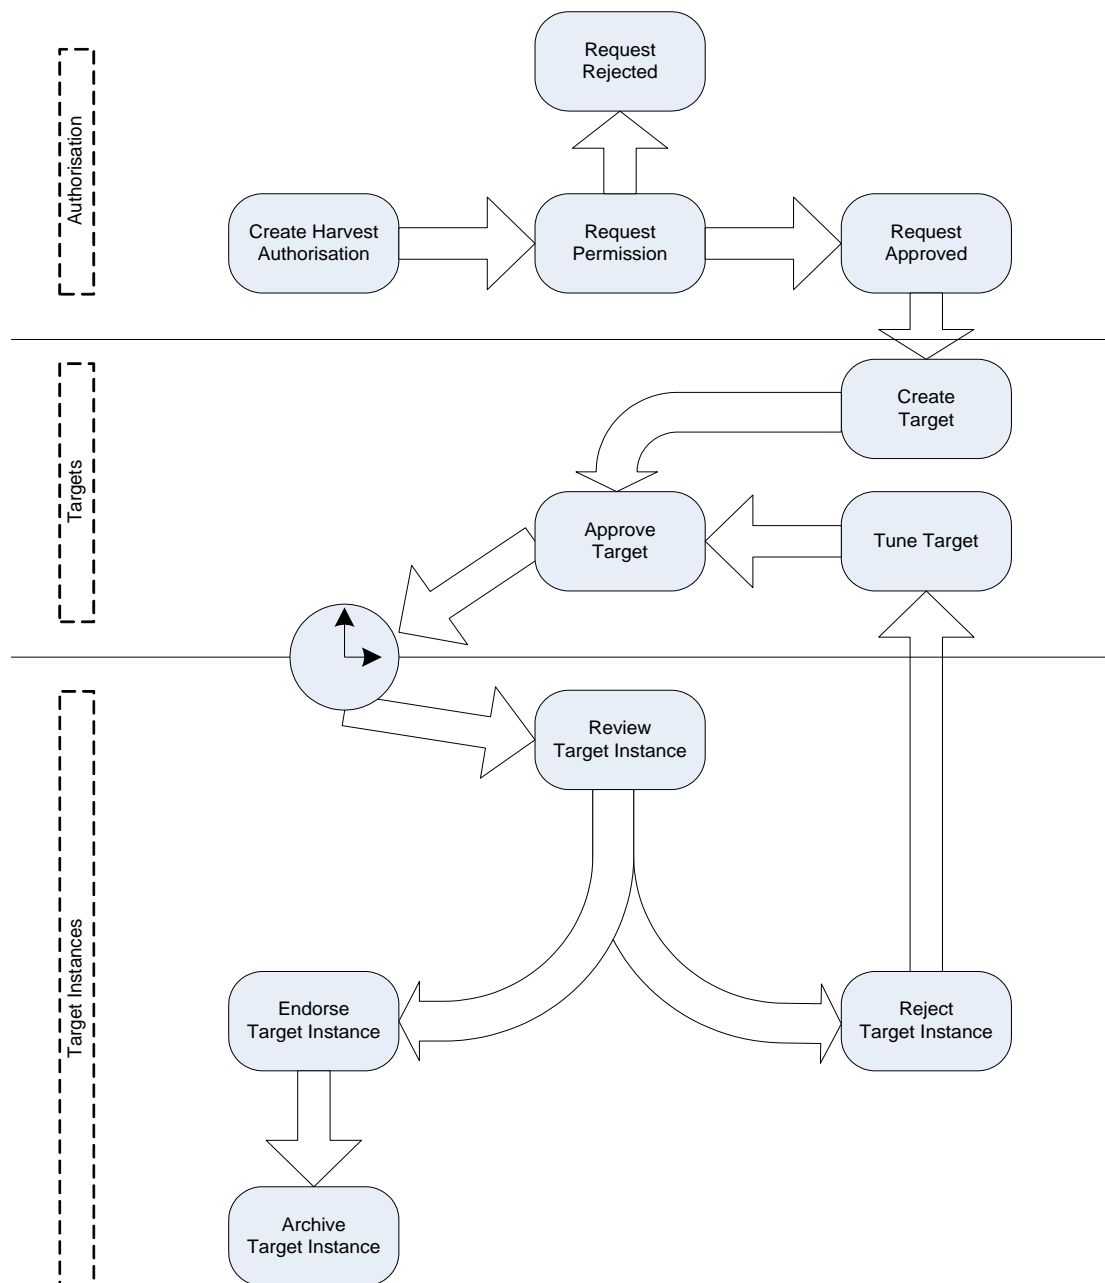 Request
Rejected
Authorisation
Create Harvest
Authorisation
Request
Permission
Request
Approved
Create
Target
Targets
Approve
Target
Tune Target
Review
Target Instance
Target Instances
Endorse
Target Instance
Reject
Target Instance
Archive
Target Instance